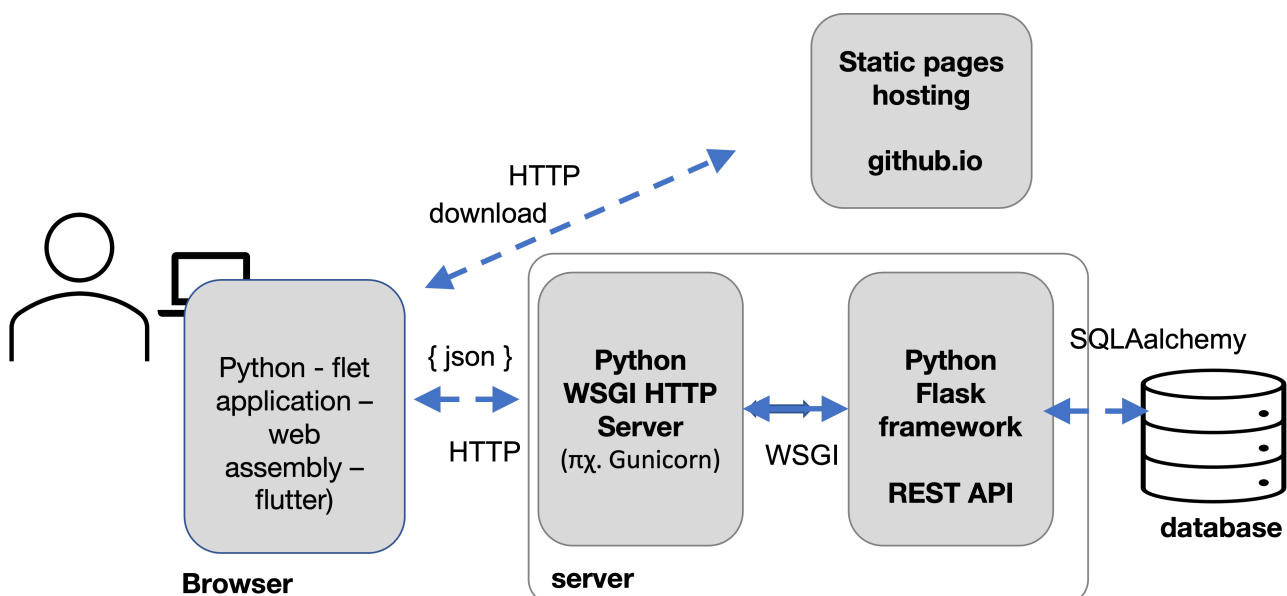 Static pages
hosting
github.io
HTTP
download
{ json }
HTTP
Python - flet
application –
web
assembly –
flutter)
Browser
Python
WSGI HTTP
Server
(πχ. Gunicorn)
WSGI
Python
Flask
framework
REST API
server
SQLAalchemy
database